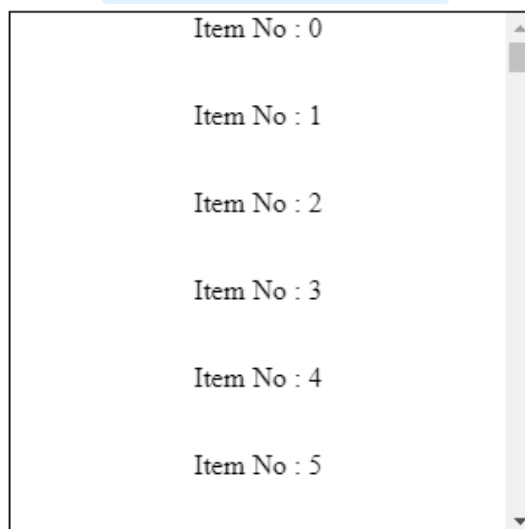 Item No : 0
Item No : 1
Item No : 2
Item No : 3
Item No : 4
Item No : 5